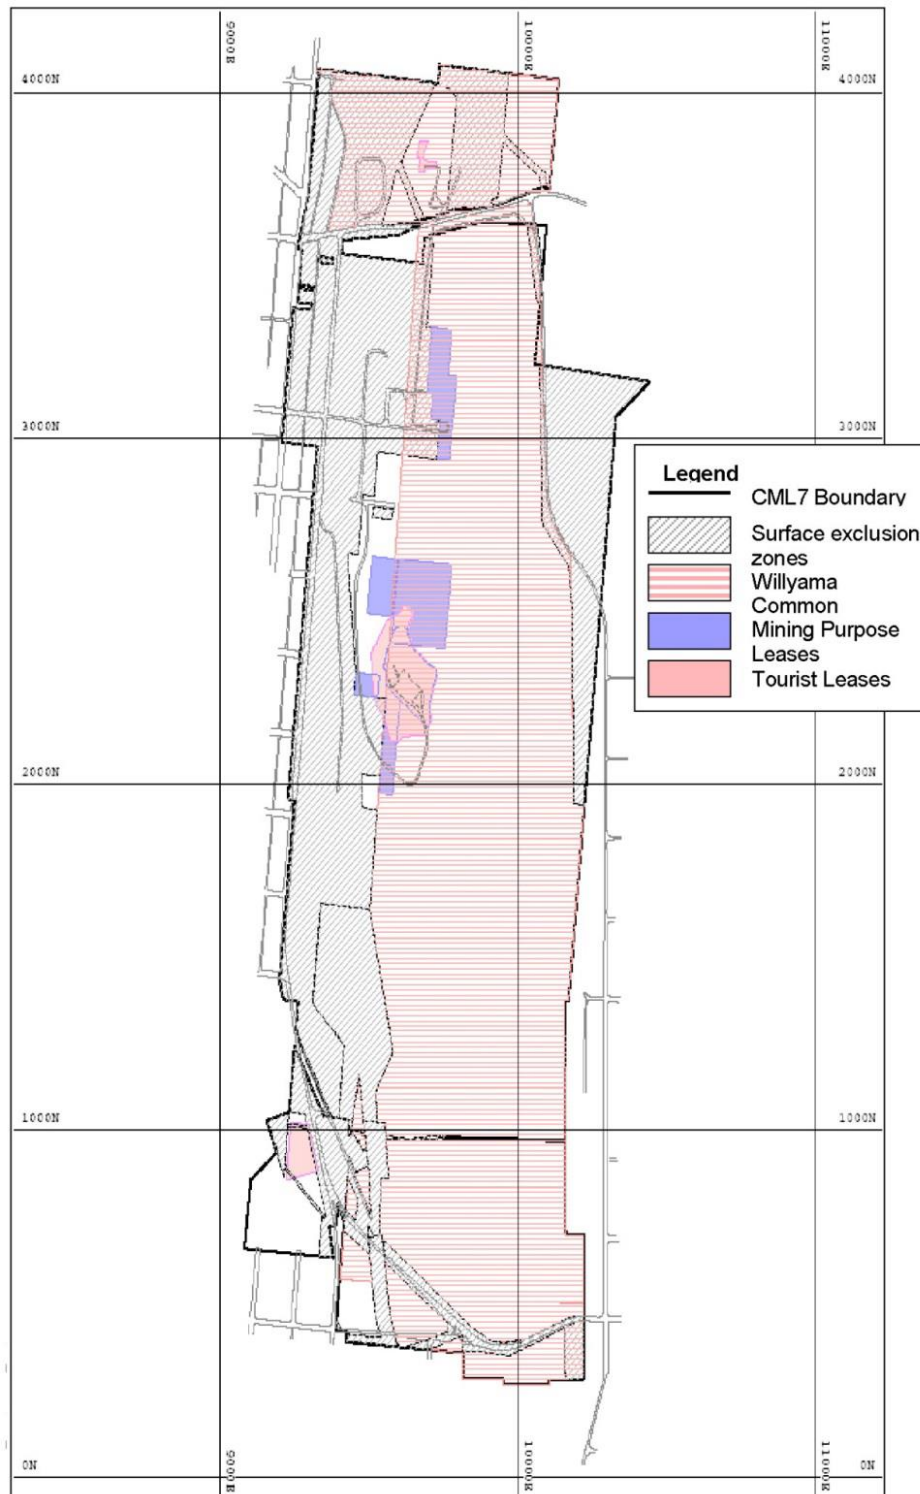 9000E
10000E
11000E
4000N
4000N
3000N
3000N
Legend
CML7 Boundary
Surface exclusion
zones
Willyama
Common
Mining Purpose
Leases
Tourist Leases
2000N
2000N
1000N
1000N
0N
9000E
10000E
11000E
0N